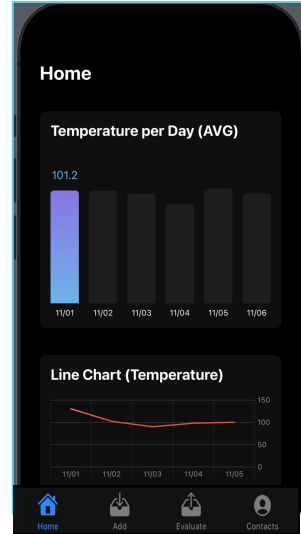 Home
Temperature per Day (AVG)
101.2
11/01 11/02 11/03 11/04 11/05 11/06
Line Chart (Temperature)
150
100
50
0
11/01 11/02 11/03 11/04 11/05
Home Add Evaluate Contacts